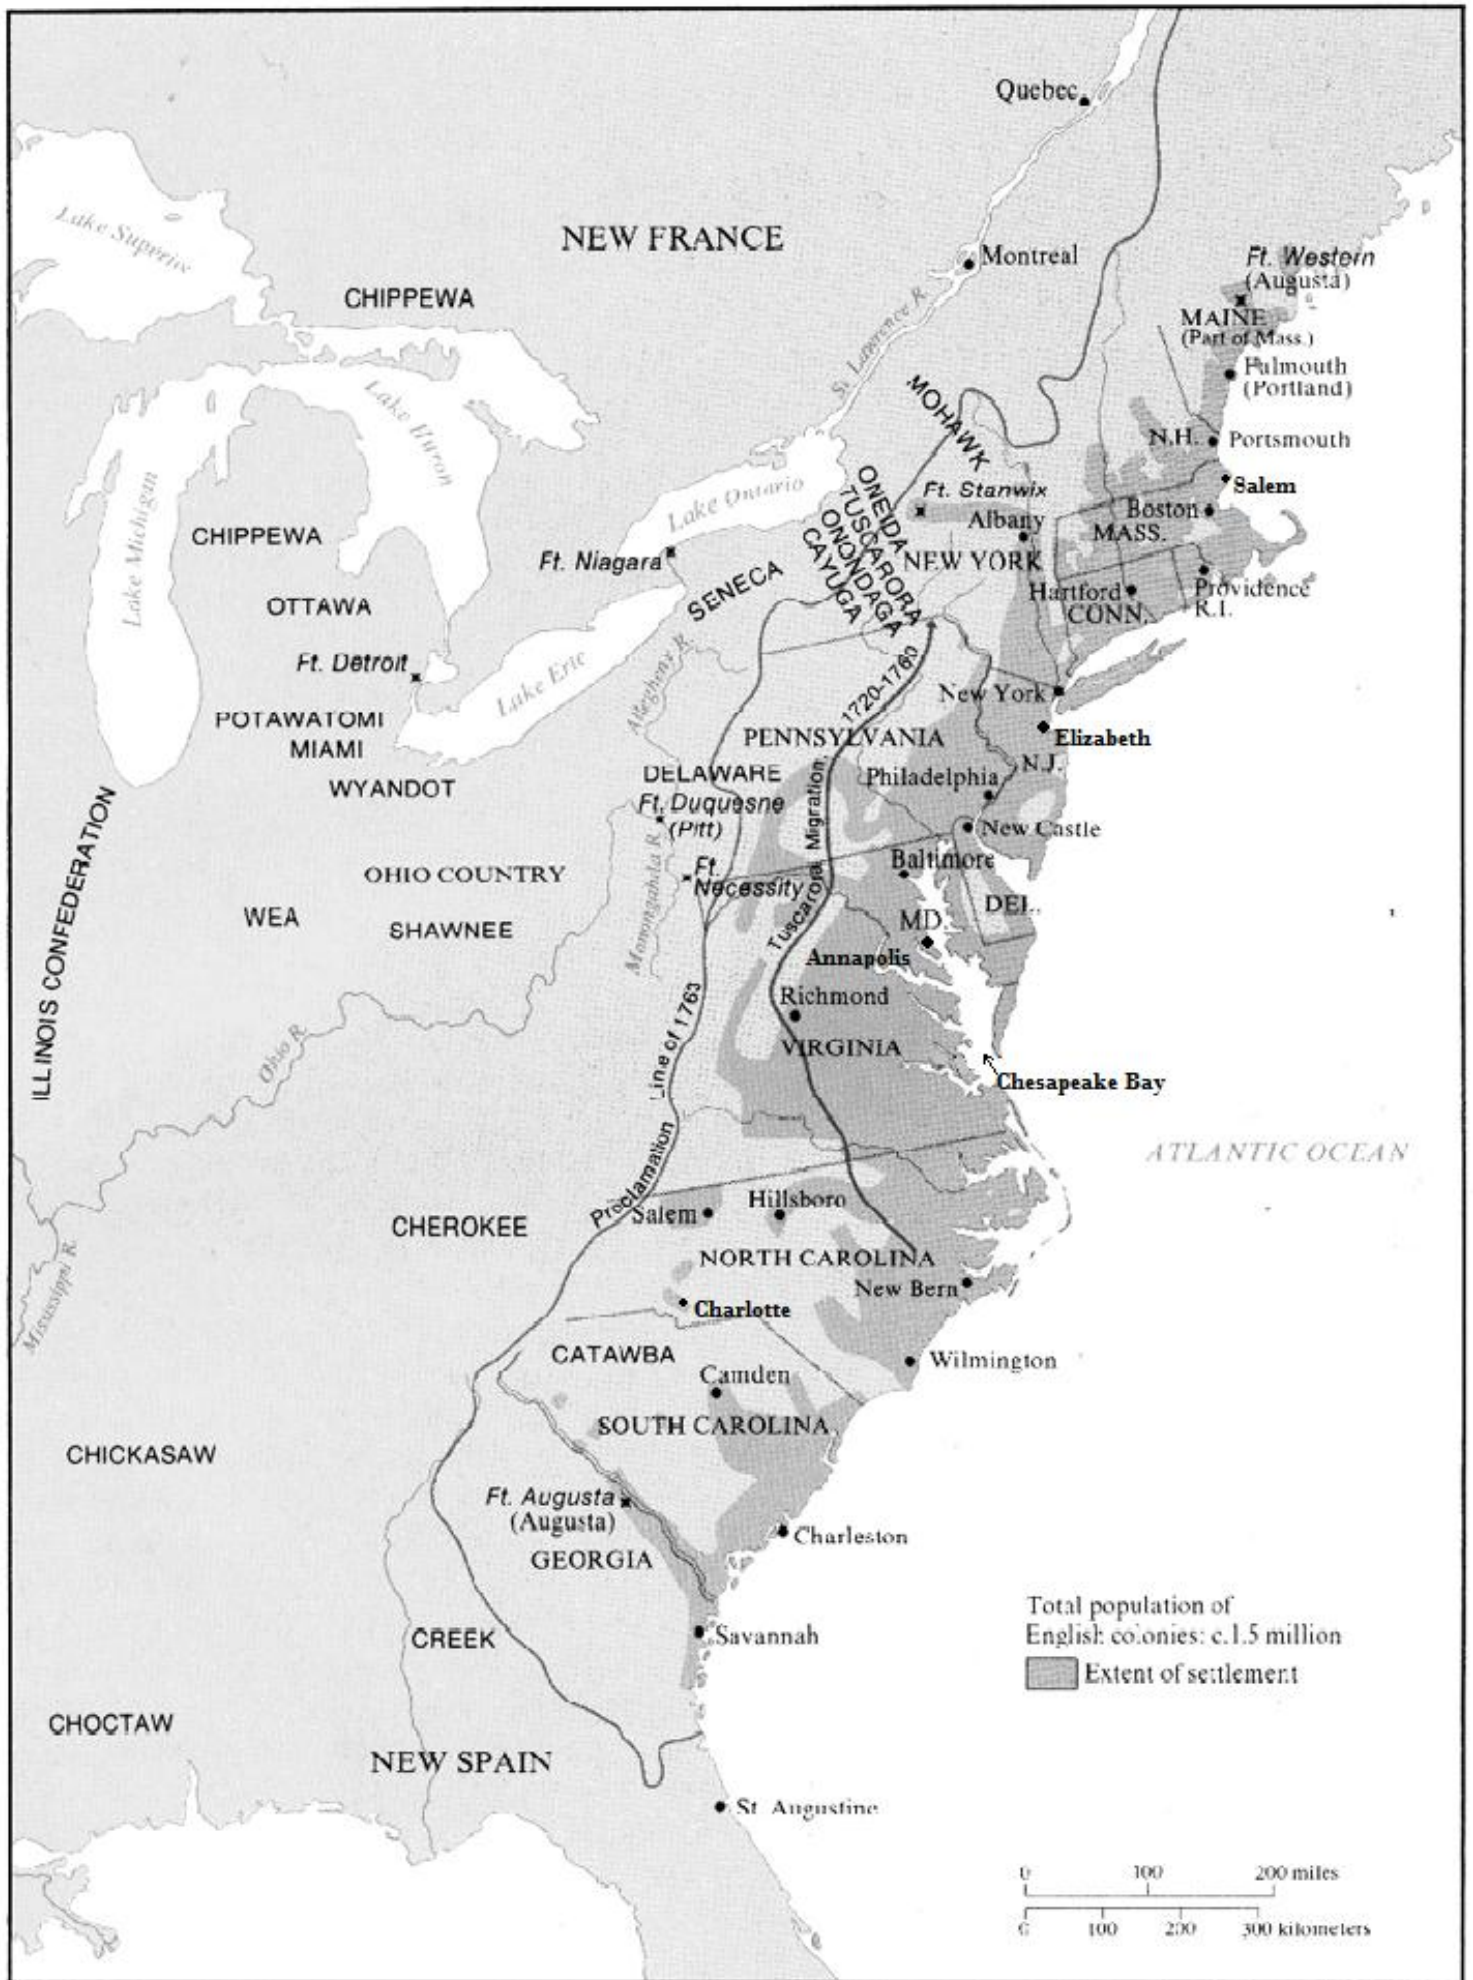 Quebec
Lake Superior
NEW FRANCE
Montreal
Ft. Western
(Augusta)
CHIPPEWA
MAINE
(Part of Mass.)
St. Lawrence R.
Falmouth
(Portland)
Lake Huron
MOHAWK
N.H.
Portsmouth
Lake Michigan
ONEIDA
TUSCARORA
ONONDAGA
CAYUGA
Ft. Stanwix
Salem
Lake Ontario
Albany
Boston
MASS.
CHIPPEWA
Ft. Niagara
SENECA
NEW YORK
Hartford
CONN.
Providence
R.I.
OTTAWA
Ft. Detroit
Lake Erie
Allegheny R.
1720-1760
New York
POTAWATOMI
MIAMI
PENNSYLVANIA
Elizabeth
WYANDOT
DELAWARE
Philadelphia
N.J.
Ft. Duquesne
(Pitt)
New Castle
Tuscarora Migration
Baltimore
ILLINOIS CONFEDERATION
OHIO COUNTRY
Ft.
Necessity
Monongahela R.
WEA
SHAWNEE
MD.
DEL.
Annapolis
Richmond
VIRGINIA
Ohio R.
Proclamation Line of 1763
Chesapeake Bay
ATLANTIC OCEAN
Salem
Hillsboro
CHEROKEE
NORTH CAROLINA
Mississippi R.
New Bern
Charlotte
CATAWBA
Wilmington
Camden
SOUTH CAROLINA
CHICKASAW
Ft. Augusta
(Augusta)
Charleston
GEORGIA
Total population of
English colonies: c.1.5 million
Extent of settlement
CREEK
Savannah
CHOCTAW
NEW SPAIN
St. Augustine
0 100 200 miles
0 100 200 300 kilometers